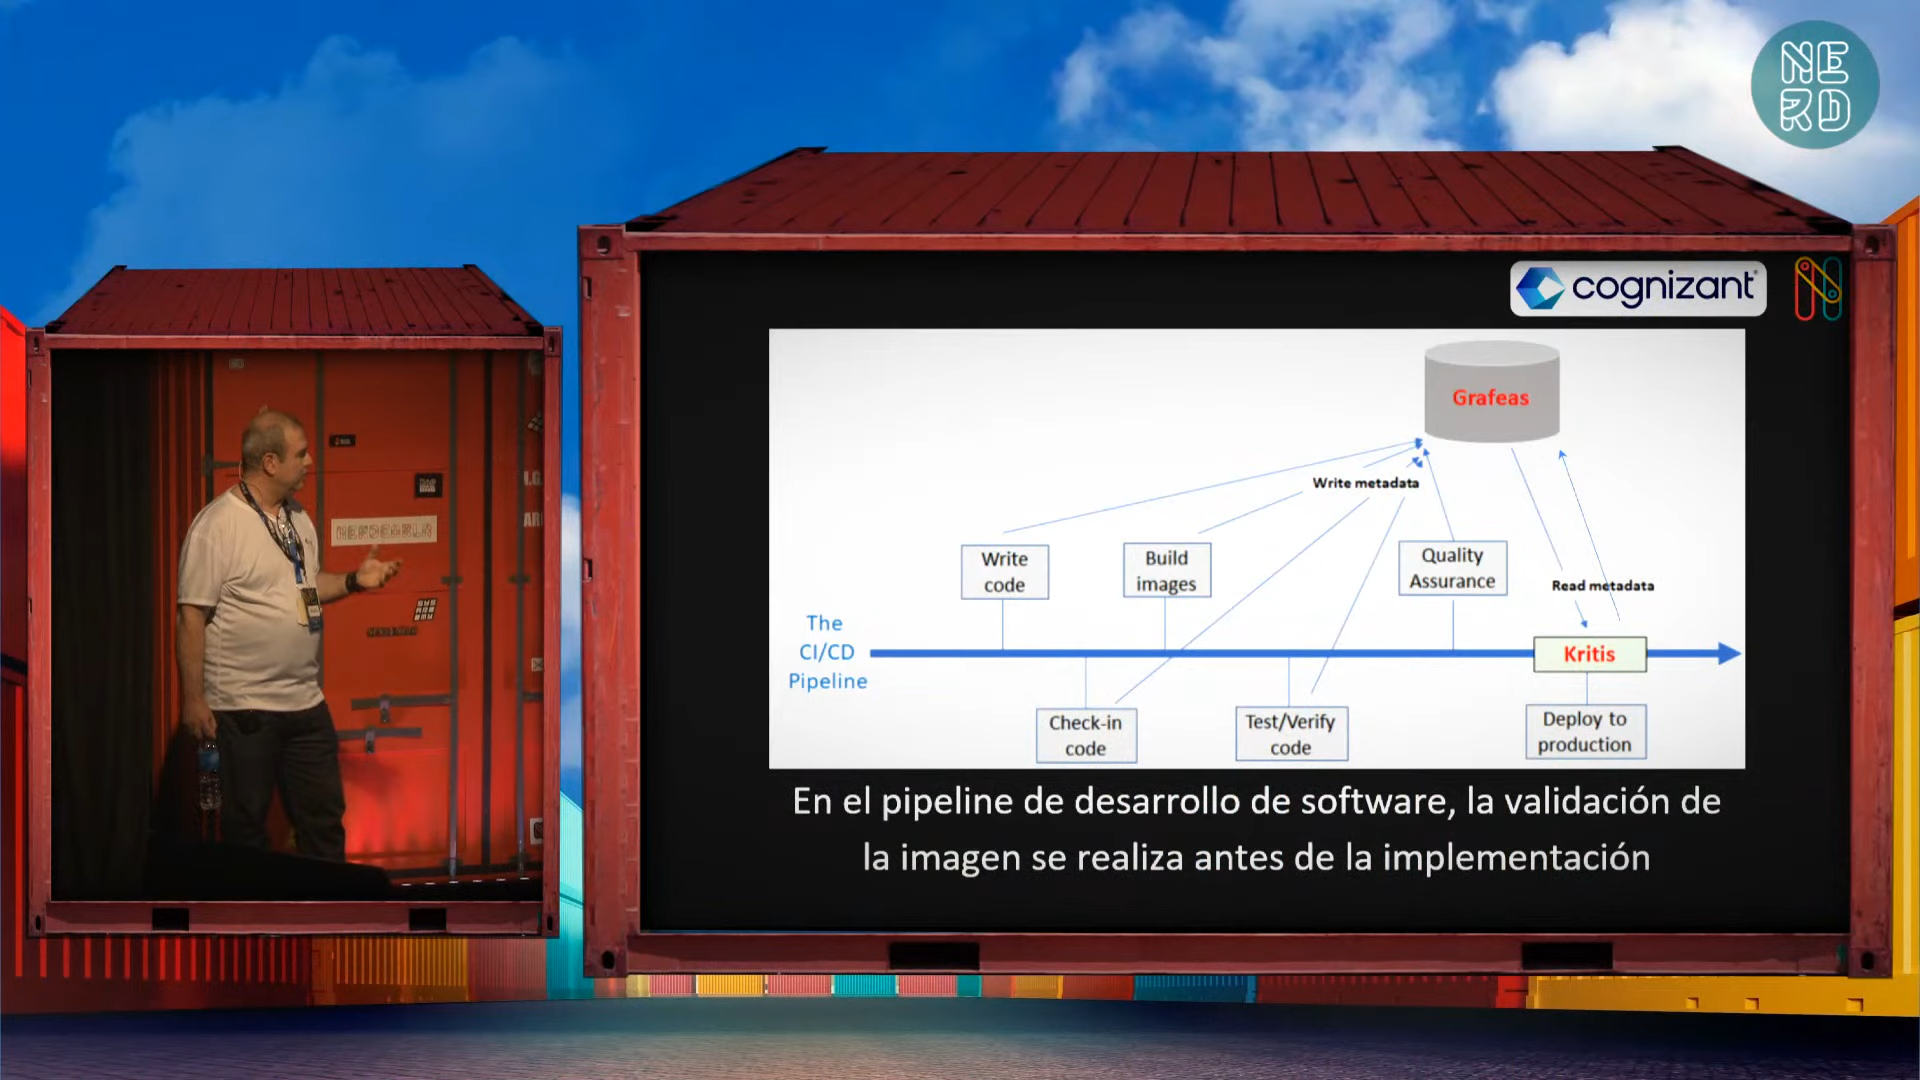 NE
RD
cognizant
Grafeas
Write metadata
Write
code
Build
images
Quality
Assurance
Read metadata
The
CI/CD
Pipeline
Kritis
Check-in
code
Test/Verify
code
Deploy to
production
En el pipeline de desarrollo de software, la validación de
la imagen se realiza antes de la implementación